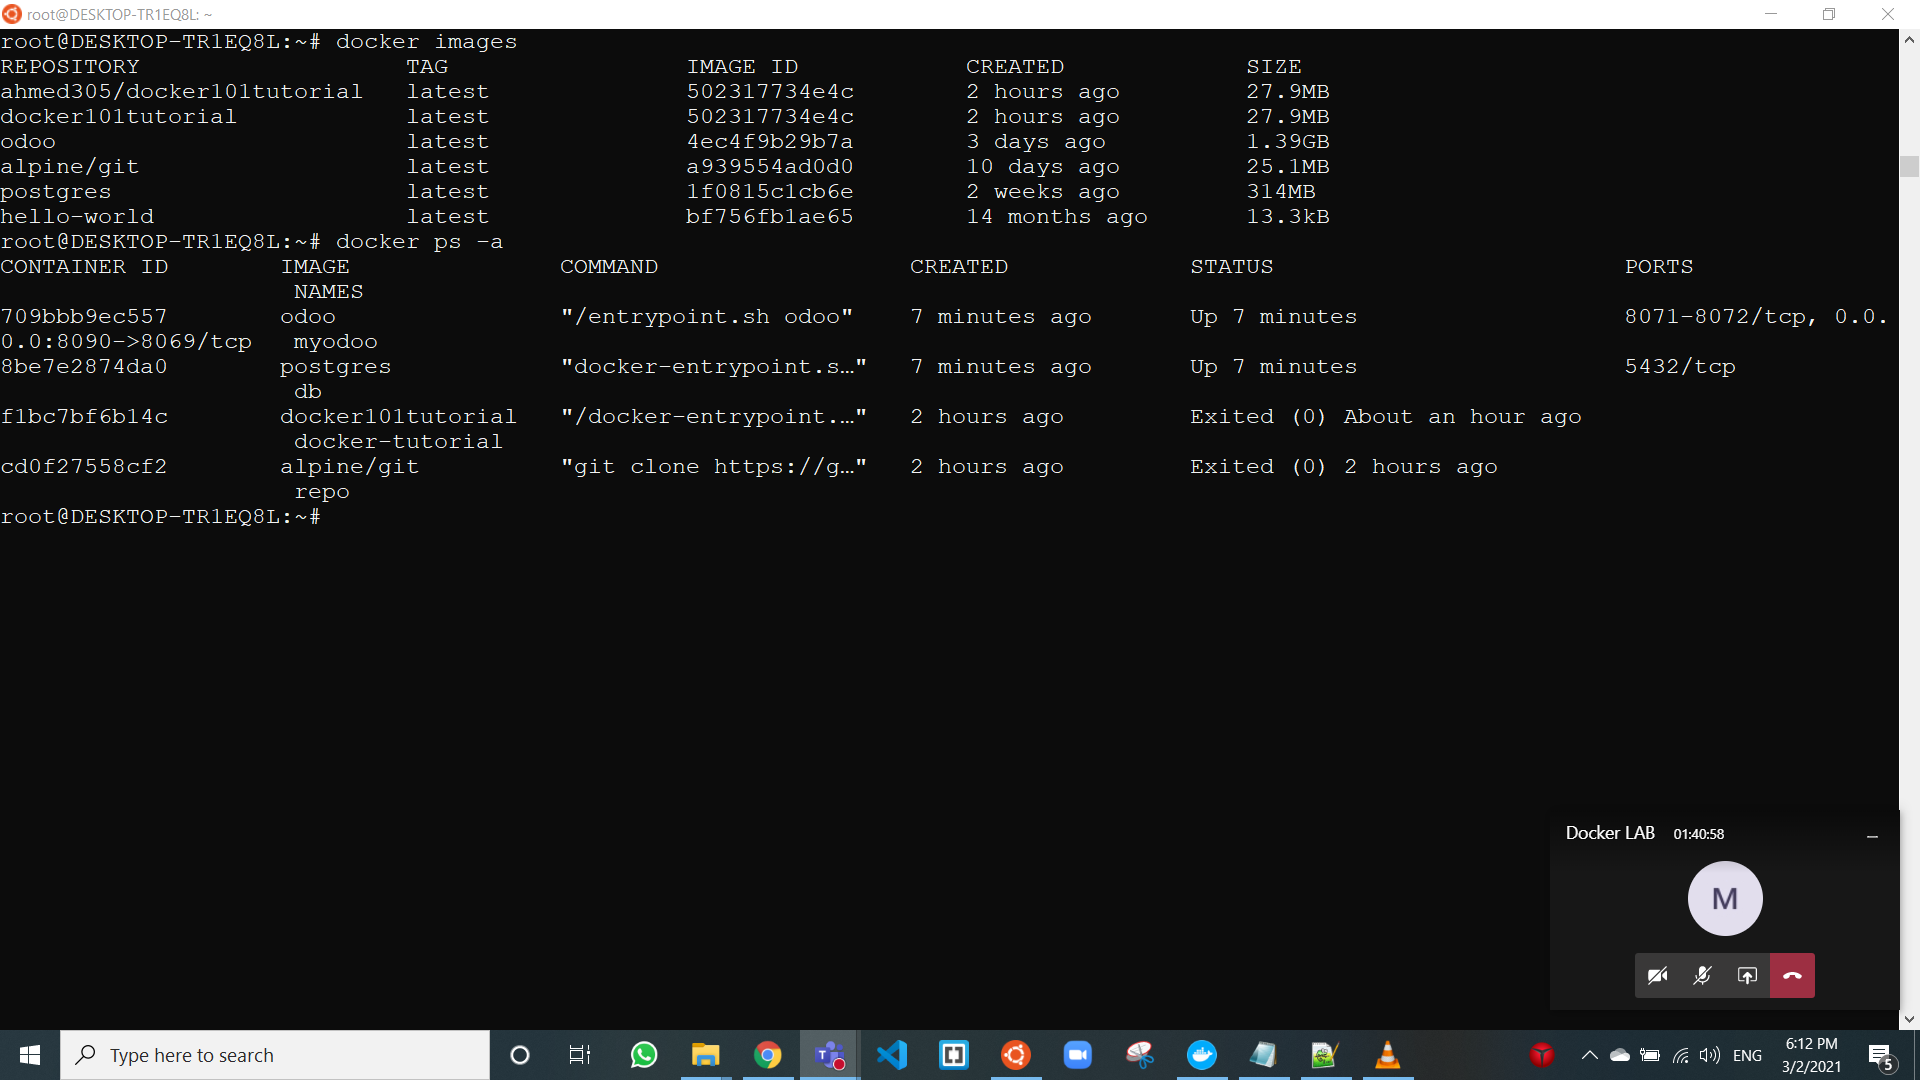 root@DESKTOP-TR1EQ8L: ~
root@DESKTOP-TR1EQ8L:~# docker images
REPOSITORY TAG IMAGE ID CREATED SIZE
ahmed305/docker101tutorial latest 502317734e4c 2 hours ago 27.9MB
docker101tutorial latest 502317734e4c 2 hours ago 27.9MB
odoo latest 4ec4f9b29b7a 3 days ago 1.39GB
alpine/git latest a939554ad0d0 10 days ago 25.1MB
postgres latest 1f0815c1cb6e 2 weeks ago 314MB
hello-world latest bf756fb1ae65 14 months ago 13.3kB
root@DESKTOP-TR1EQ8L:~# docker ps -a
CONTAINER ID IMAGE COMMAND CREATED STATUS PORTS
NAMES
709bbb9ec557 odoo "/entrypoint.sh odoo" 7 minutes ago Up 7 minutes 8071-8072/tcp, 0.0.
0.0:8090->8069/tcp myodoo
8be7e2874da0 postgres "docker-entrypoint.s…" 7 minutes ago Up 7 minutes 5432/tcp
db
f1bc7bf6b14c docker101tutorial "/docker-entrypoint.…" 2 hours ago Exited (0) About an hour ago
docker-tutorial
cd0f27558cf2 alpine/git "git clone https://g…" 2 hours ago Exited (0) 2 hours ago
repo
root@DESKTOP-TR1EQ8L:~#
Docker LAB 01:40:58
M
Type here to search
ENG
6:12 PM
3/2/2021
5